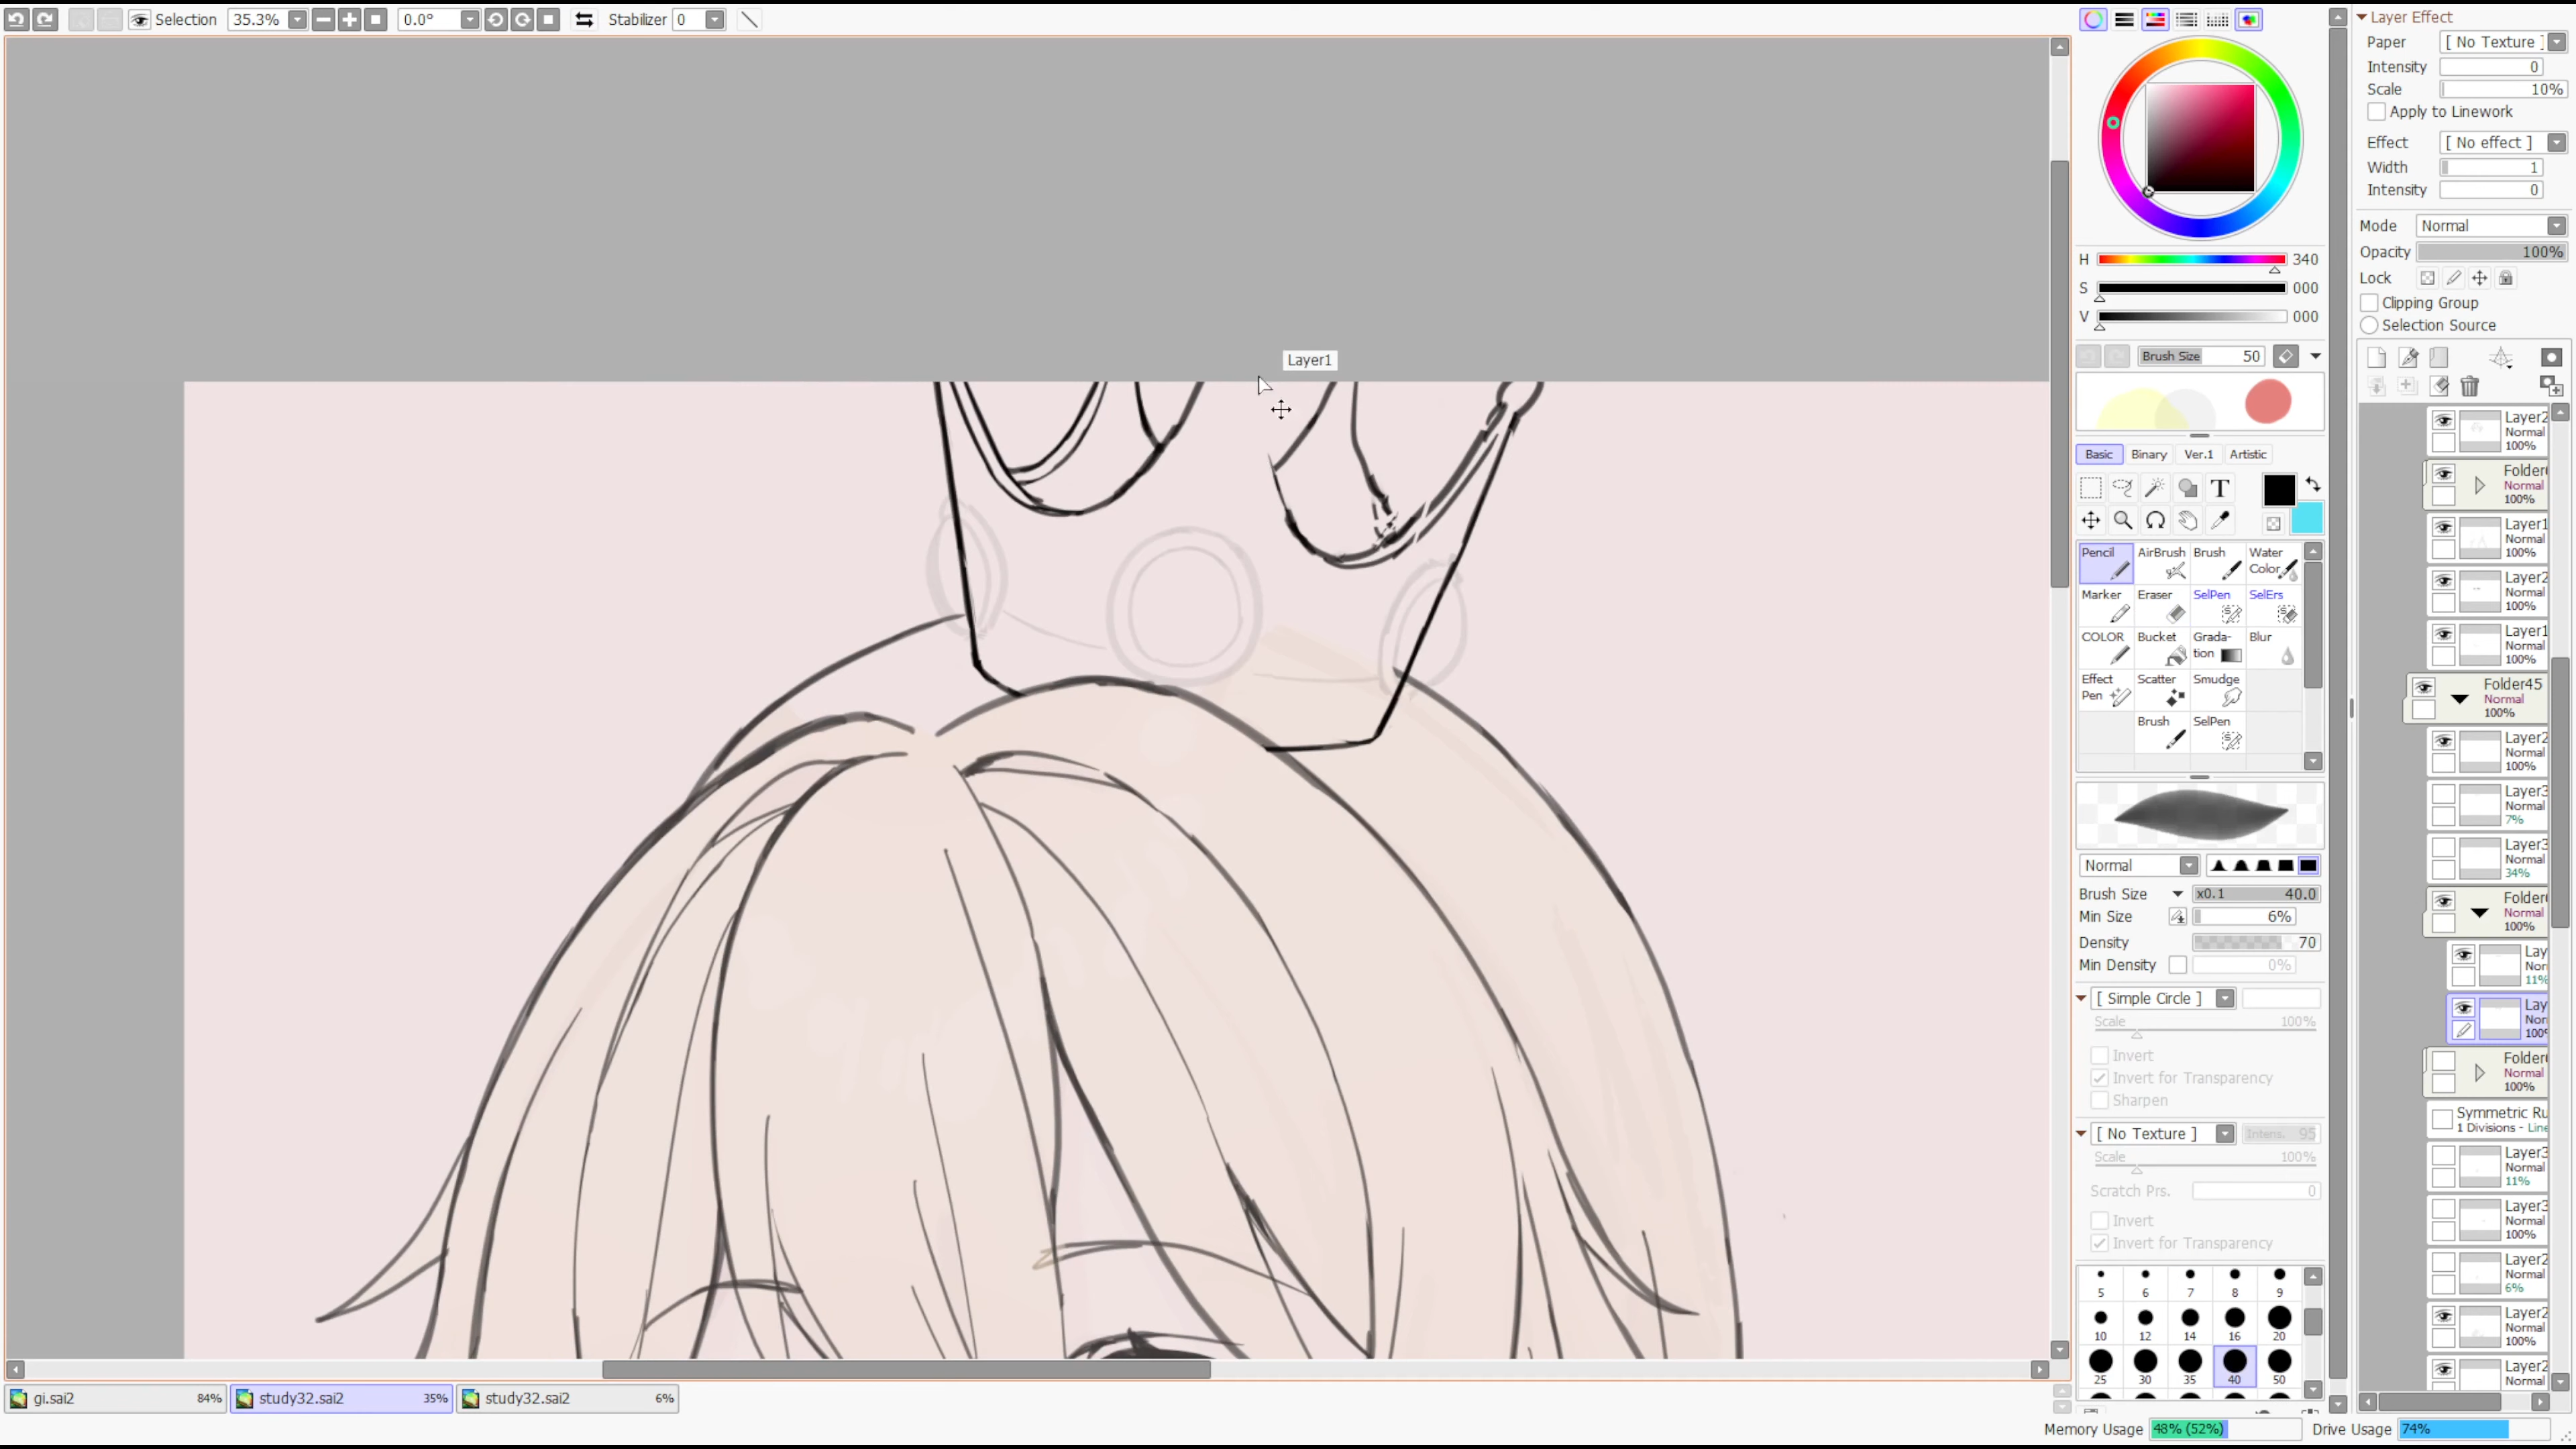 Selection 35.3% 0.0° Stabilizer 0
Layer1
H 340
S 000
V 000
Brush Size 50
Basic Binary Ver.1 Artistic
T
Pencil AirBrush Brush Water Color
Marker Eraser SelPen SelErs
COLOR Bucket Grada-tion Blur
Effect Pen Scatter Smudge
Brush SelPen
Normal
Brush Size x0.1 40.0
Min Size 6%
Density 70
Min Density 0%
[ Simple Circle ]
Scale 100%
Invert
Invert for Transparency
Sharpen
[ No Texture ] Intens. 95
Scale 100%
Scratch Prs. 0
Invert
Invert for Transparency
5 6 7 8 9
10 12 14 16 20
25 30 35 40 50
Layer Effect
Paper [ No Texture ]
Intensity 0
Scale 10%
Apply to Linework
Effect [ No effect ]
Width 1
Intensity 0
Mode Normal
Opacity 100%
Lock
Clipping Group
Selection Source
Layer2
Normal
100%
Folder
Normal
100%
Layer1
Normal
100%
Layer2
Normal
100%
Layer1
Normal
100%
Folder45
Normal
100%
Layer2
Normal
100%
Layer3
Normal
7%
Layer3
Normal
34%
Folder
Normal
100%
Lay
Nor
11%
Lay
Nor
100
Folder
Normal
100%
Symmetric Ru
1 Divisions - Line
Layer3
Normal
11%
Layer3
Normal
100%
Layer2
Normal
6%
Layer2
Normal
100%
Layer2
Normal
gi.sai2 84%
study32.sai2 35%
study32.sai2 6%
Memory Usage 48% (52%) Drive Usage 74%